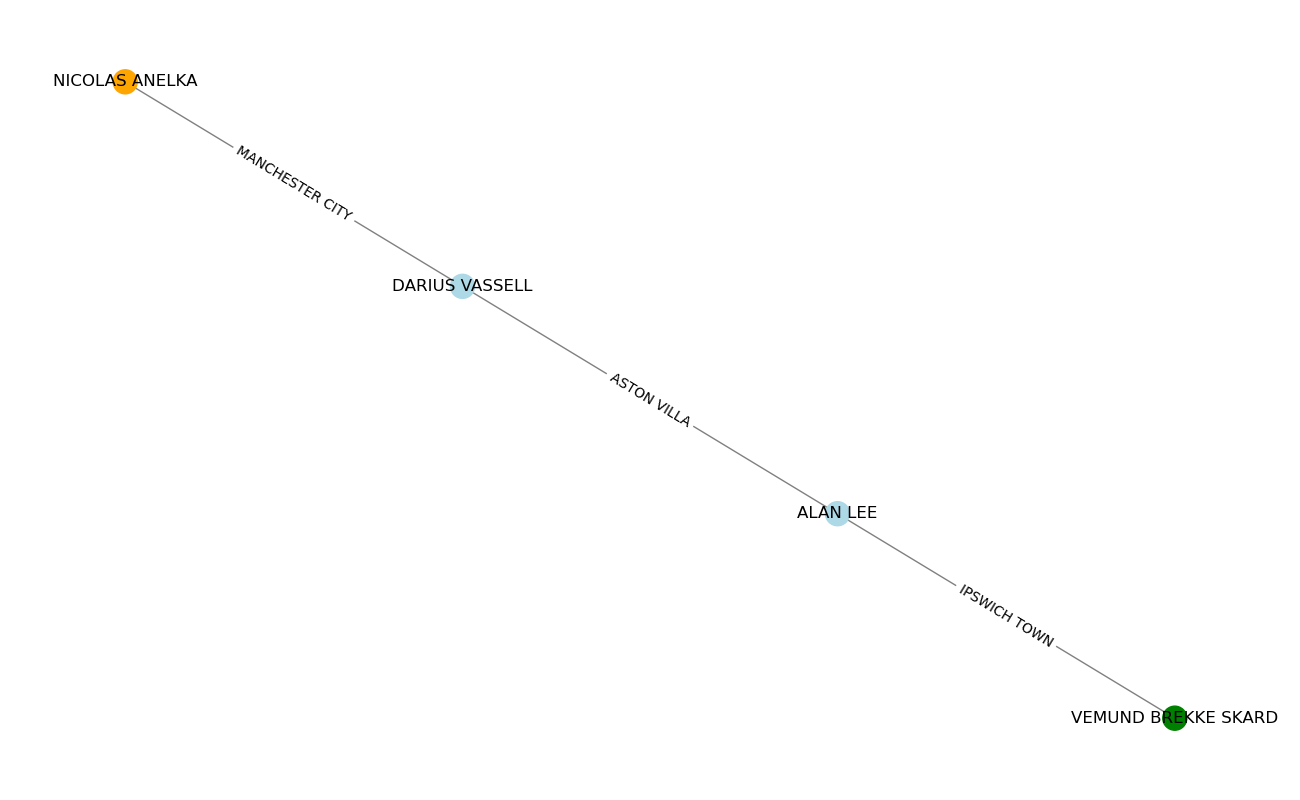 NICOLAS ANELKA
MANCHESTER CITY
DARIUS VASSELL
ASTON VILLA
ALAN LEE
IPSWICH TOWN
VEMUND BREKKE SKARD